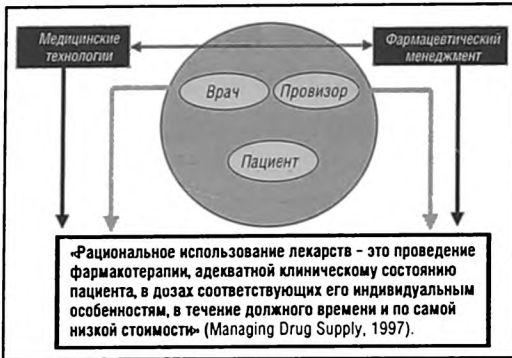 Медицинские
технологии
Фармацевтический
менеджмент
Врач
Провизор
Пациент
«Рациональное использование лекарств – это проведение
фармакотерапии, адекватной клиническому состоянию
пациента, в дозах соответствующих его индивидуальным
особенностям, в течение должного времени и по самой
низкой стоимости» (Managing Drug Supply, 1997).